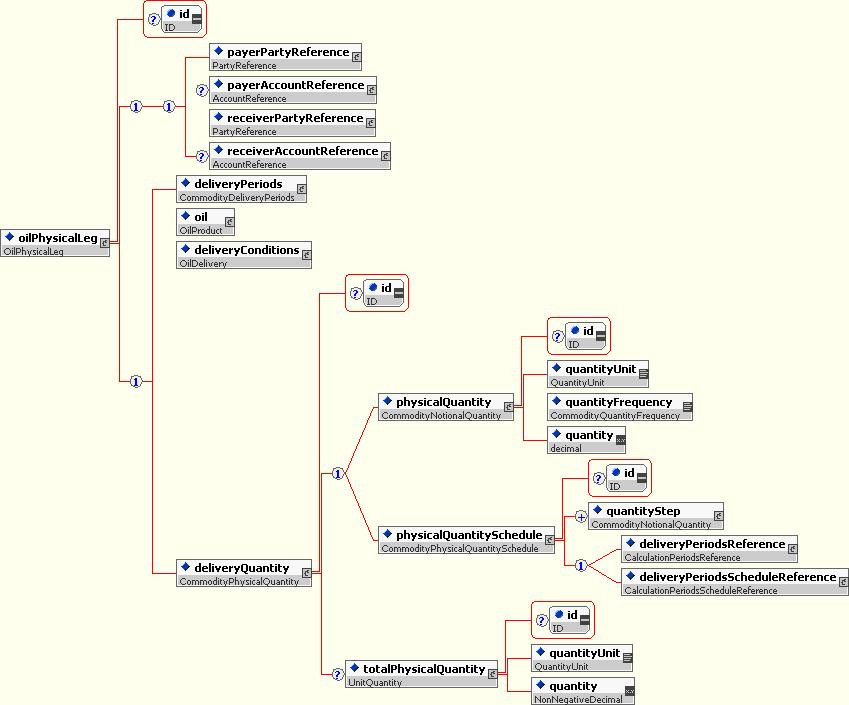 ? id
ID
payerPartyReference
PartyReference
? payerAccountReference
AccountReference
1 1
receiverPartyReference
PartyReference
? receiverAccountReference
AccountReference
deliveryPeriods
CommodityDeliveryPeriods
oil
OilProduct
oilPhysicalLeg
OilPhysicalLeg
deliveryConditions
OilDelivery
? id
ID
? id
ID
quantityUnit
QuantityUnit
1
physicalQuantity
CommodityNotionalQuantity
quantityFrequency
CommodityQuantityFrequency
quantity
decimal
1
? id
ID
+ quantityStep
CommodityNotionalQuantity
physicalQuantitySchedule
CommodityPhysicalQuantitySchedule
deliveryPeriodsReference
CalculationPeriodsReference
1
deliveryPeriodsScheduleReference
CalculationPeriodsScheduleReference
deliveryQuantity
CommodityPhysicalQuantity
? id
ID
quantityUnit
QuantityUnit
? totalPhysicalQuantity
UnitQuantity
quantity
NonNegativeDecimal